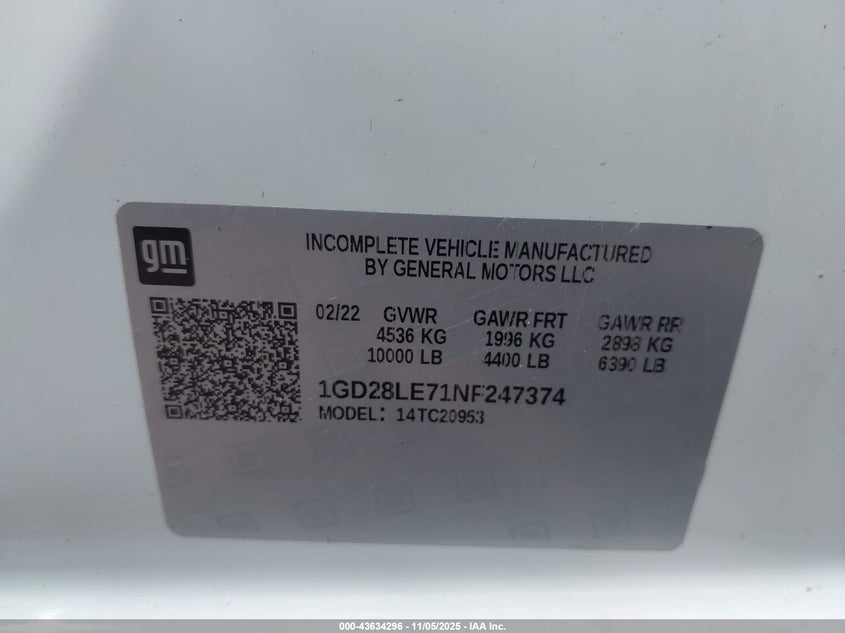 gm
INCOMPLETE VEHICLE MANUFACTURED
BY GENERAL MOTORS LLC
02/22 GVWR GAWR FRT GAWR RR
4536 KG 1996 KG 2898 KG
10000 LB 4400 LB 6390 LB
1GD28LE71NF247374
MODEL: 14TC20953
000-43634296 - 11/05/2025 - IAA Inc.